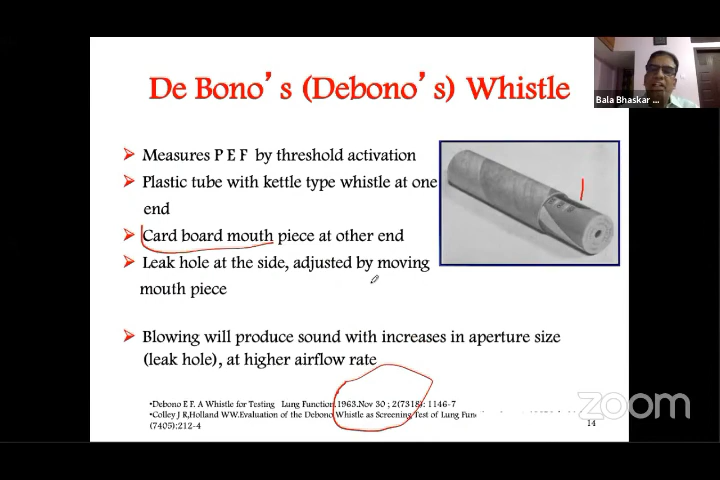 Bala Bhaskar ...
De Bono's (Debono's) Whistle
➢ Measures P E F by threshold activation
➢ Plastic tube with kettle type whistle at one
end
➢ Card board mouth piece at other end
➢ Leak hole at the side, adjusted by moving
mouth piece
➢ Blowing will produce sound with increases in aperture size
(leak hole), at higher airflow rate
•Debono E F. A Whistle for Testing Lung Function.1963.Nov 30 ; 2(7318): 1146-7
•Colley J R,Holland WW.Evaluation of the Debono Whistle as Screening Test of Lung Func
(7405):212-4
zoom
14